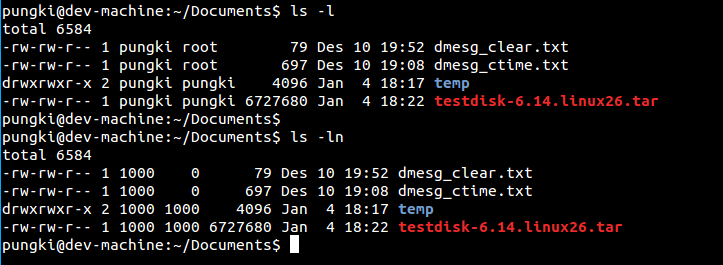 pungki@dev-machine:~/Documents$ ls -l
total 6584
-rw-rw-r-- 1 pungki root        79 Des 10 19:52 dmesg_clear.txt
-rw-rw-r-- 1 pungki root       697 Des 10 19:08 dmesg_ctime.txt
drwxrwxr-x 2 pungki pungki    4096 Jan  4 18:17 temp
-rw-rw-r-- 1 pungki pungki 6727680 Jan  4 18:22 testdisk-6.14.linux26.tar
pungki@dev-machine:~/Documents$
pungki@dev-machine:~/Documents$ ls -ln
total 6584
-rw-rw-r-- 1 1000    0      79 Des 10 19:52 dmesg_clear.txt
-rw-rw-r-- 1 1000    0     697 Des 10 19:08 dmesg_ctime.txt
drwxrwxr-x 2 1000 1000    4096 Jan  4 18:17 temp
-rw-rw-r-- 1 1000 1000 6727680 Jan  4 18:22 testdisk-6.14.linux26.tar
pungki@dev-machine:~/Documents$